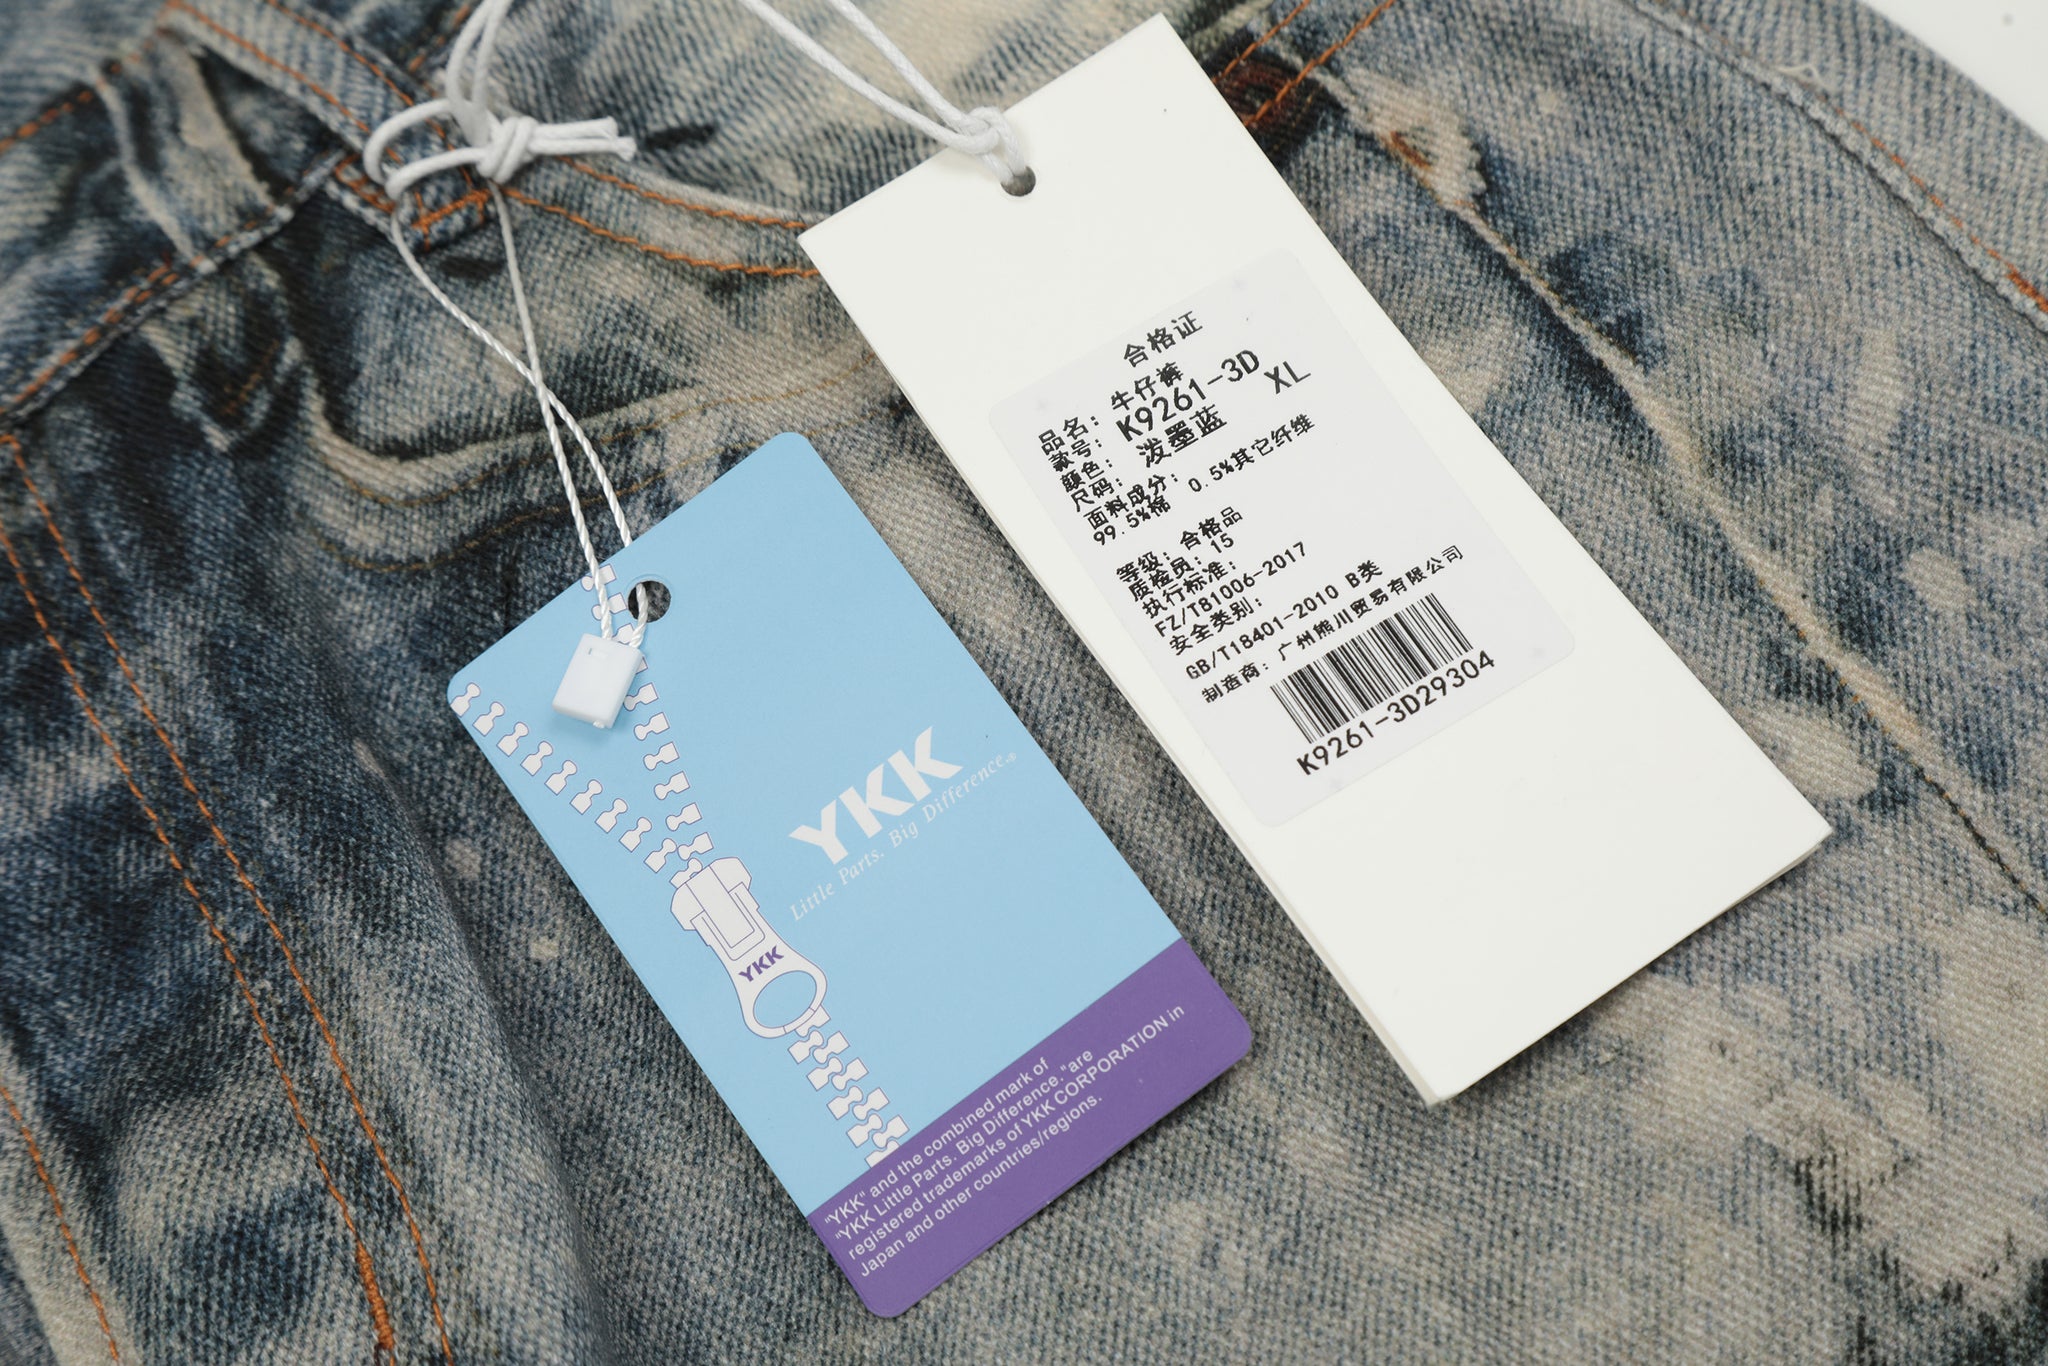 合格证
品名: 牛仔裤
款号: K9261-3D
颜色: 泼墨蓝
尺码: XL
面料成分:
99.5%棉 0.5%其它纤维
等级: 合格品
质检员: 15
执行标准:
FZ/T81006-2017
安全类别:
GB/T18401-2010 B类
制造商: 广州熊川贸易有限公司
K9261-3D29304
YKK
Little Parts. Big Difference.®
YKK
"YKK" and the combined mark of
"YKK Little Parts. Big Difference."are
registered trademarks of YKK CORPORATION in
Japan and other countries/regions.